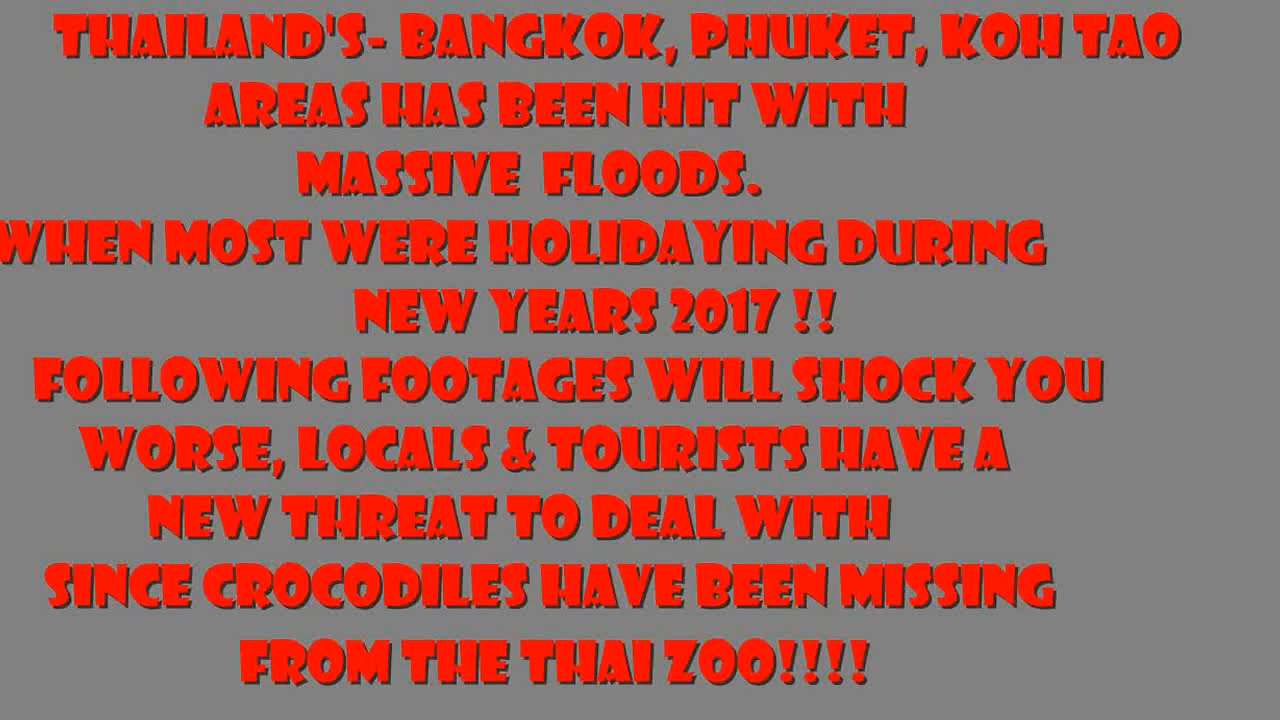 THAILAND'S- BANGKOK, PHUKET, KOH TAO
AREAS HAS BEEN HIT WITH
MASSIVE FLOODS.
WHEN MOST WERE HOLIDAYING DURING
NEW YEARS 2017 !!
FOLLOWING FOOTAGES WILL SHOCK YOU
WORSE, LOCALS & TOURISTS HAVE A
NEW THREAT TO DEAL WITH
SINCE CROCODILES HAVE BEEN MISSING
FROM THE THAI ZOO!!!!